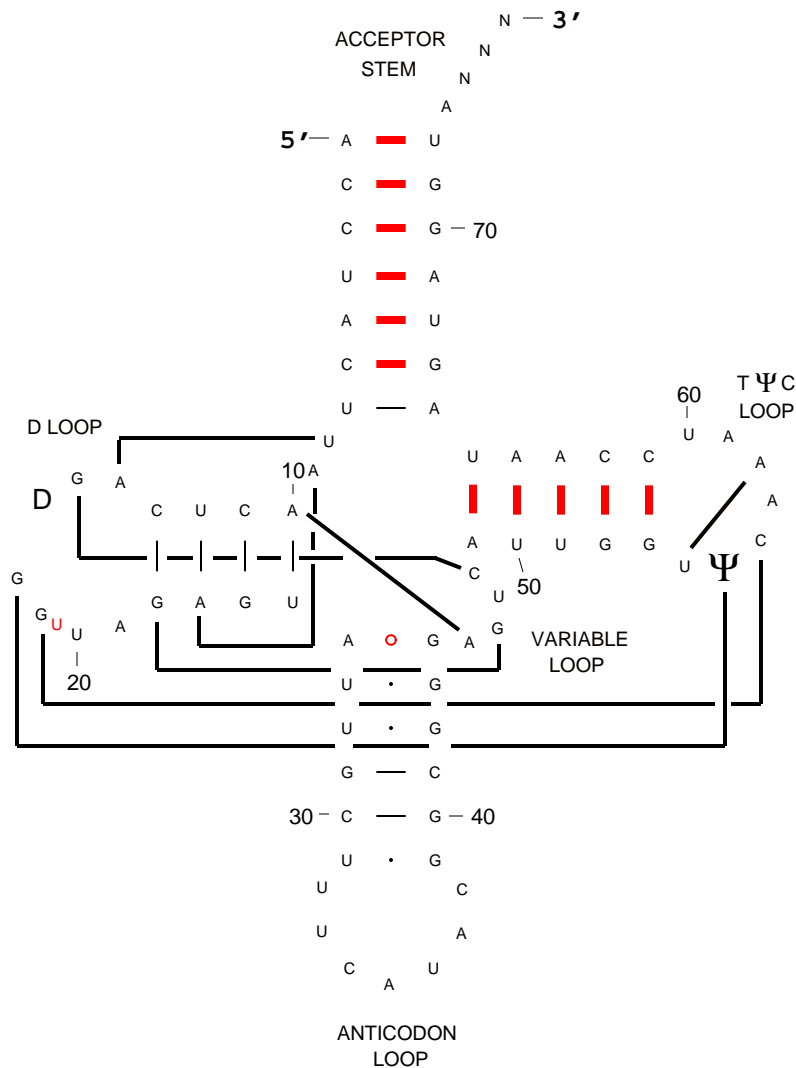 N 3'
ACCEPTOR N
STEM N
A
5' A U
C G
C G 70
U A
A U
C G
U A
T Ψ C
LOOP
60
D LOOP
U U A
G A 10 A U A A C C A
D C U C A A
A U U G G C
G C 50 U Ψ
G U A G A G U U
U A G A G VARIABLE
LOOP
20
U G
U G
G C
30 C G 40
U G
U C
U A
C A U
ANTICODON
LOOP